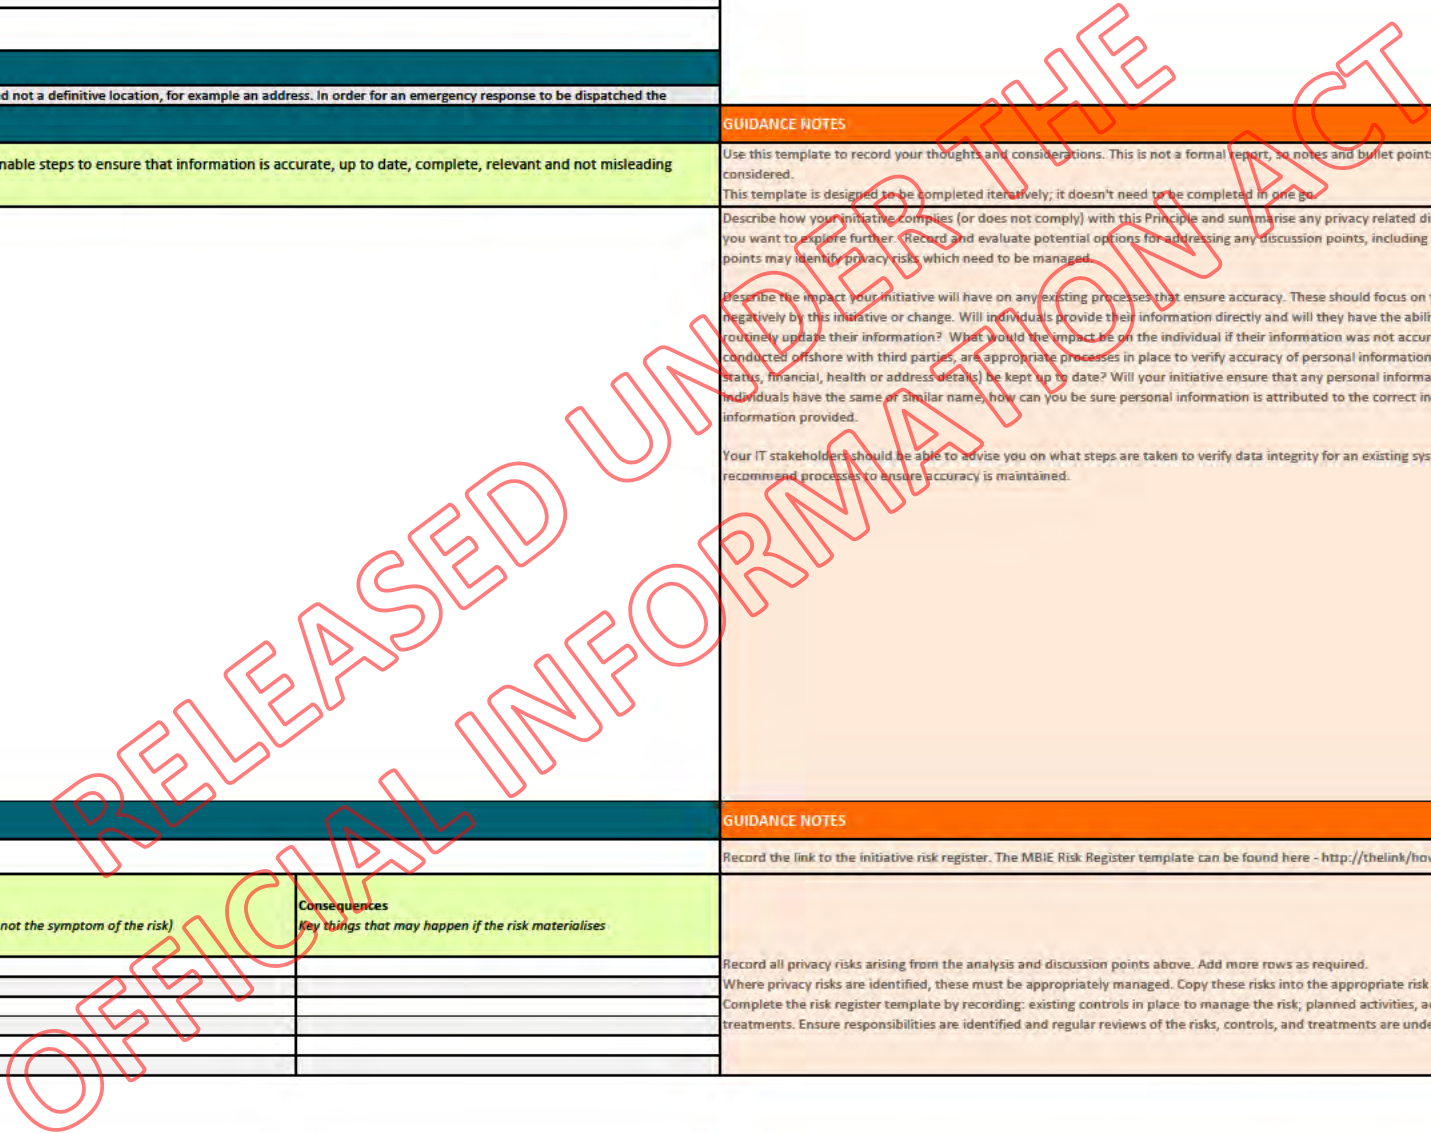 d not a definitive location, for example an address. In order for an emergency response to be dispatched the
GUIDANCE NOTES
nable steps to ensure that information is accurate, up to date, complete, relevant and not misleading
Use this template to record your thoughts and considerations. This is not a formal report, so notes and bullet points
considered.
This template is designed to be completed iteratively; it doesn't need to be completed in one go.
Describe how your initiative complies (or does not comply) with this Principle and summarise any privacy related di
you want to explore further. Record and evaluate potential options for addressing any discussion points, including
points may identify privacy risks which need to be managed.
Describe the impact your initiative will have on any existing processes that ensure accuracy. These should focus on
negatively by this initiative or change. Will individuals provide their information directly and will they have the abili
routinely update their information? What would the impact be on the individual if their information was not accur
conducted offshore with third parties, are appropriate processes in place to verify accuracy of personal information
status, financial, health or address details) be kept up to date? Will your initiative ensure that any personal informa
individuals have the same or similar name, how can you be sure personal information is attributed to the correct in
information provided.
Your IT stakeholders should be able to advise you on what steps are taken to verify data integrity for an existing sys
recommend processes to ensure accuracy is maintained.
GUIDANCE NOTES
Record the link to the initiative risk register. The MBIE Risk Register template can be found here - http://thelink/hov
Consequences
not the symptom of the risk)
Key things that may happen if the risk materialises
Record all privacy risks arising from the analysis and discussion points above. Add more rows as required.
Where privacy risks are identified, these must be appropriately managed. Copy these risks into the appropriate risk
Complete the risk register template by recording: existing controls in place to manage the risk; planned activities, a
treatments. Ensure responsibilities are identified and regular reviews of the risks, controls, and treatments are unde
RELEASED UNDER THE
OFFICIAL INFORMATION ACT